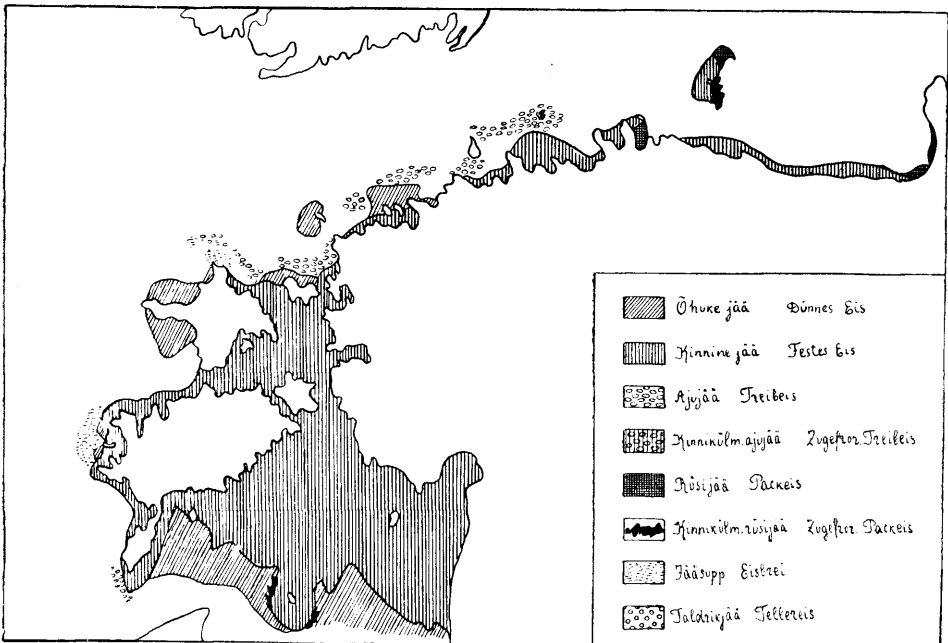 Õhuke jää Dünnes Eis
Kinnine jää Festes Eis
Ajujää Treibeis
Kinnikülm. ajujää Zugefror. Treibeis
Rüsijää Packeis
Kinnikülm. rüsijää Zugefror. Packeis
Jääsupp Eisbrei
Taldrikjää Tellereis